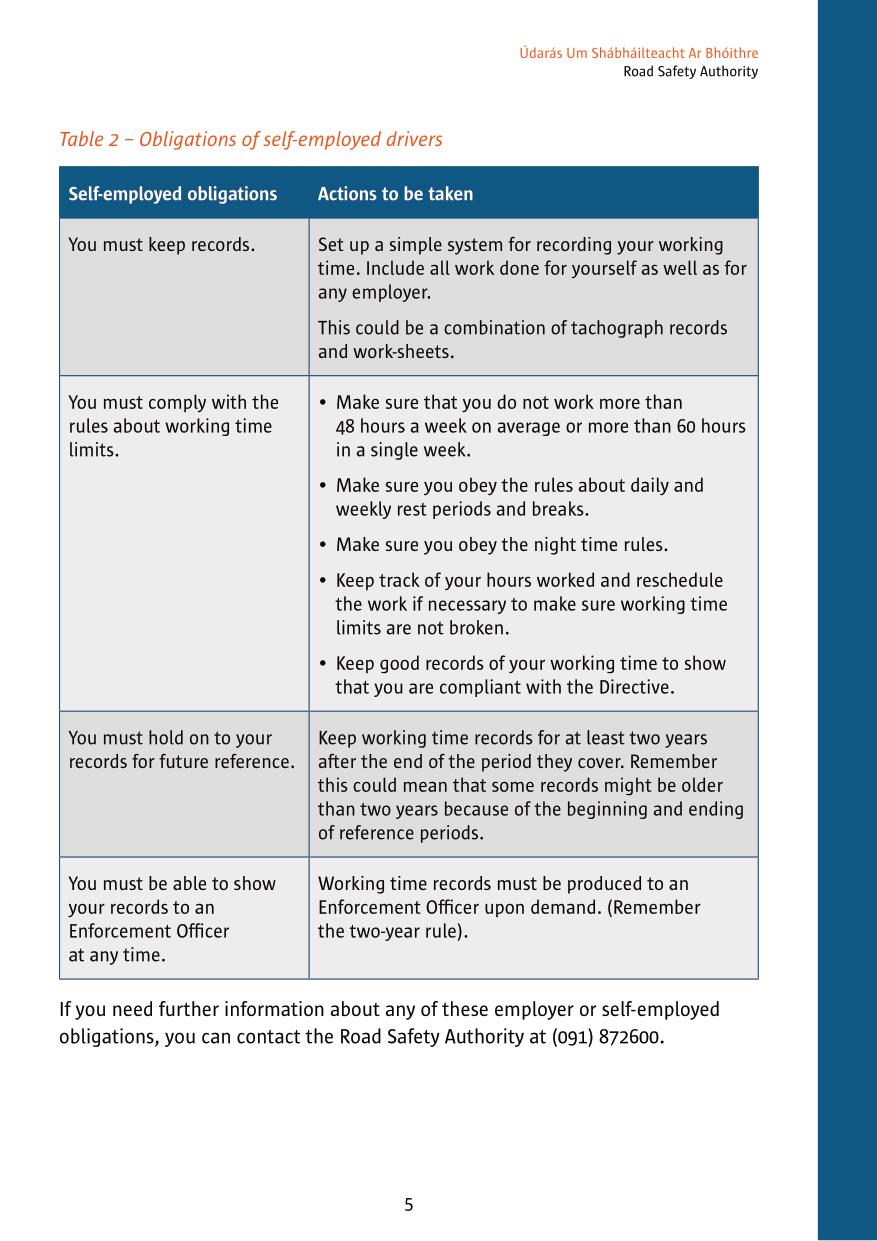 Údarás Um Shábháilteacht Ar Bhóithre
Road Safety Authority
Table 2 – Obligations of self-employed drivers
Self-employed obligations
Actions to be taken
You must keep records.
Set up a simple system for recording your working
time. Include all work done for yourself as well as for
any employer.
This could be a combination of tachograph records
and work-sheets.
You must comply with the
rules about working time
limits.
• Make sure that you do not work more than
48 hours a week on average or more than 60 hours
in a single week.
• Make sure you obey the rules about daily and
weekly rest periods and breaks.
• Make sure you obey the night time rules.
• Keep track of your hours worked and reschedule
the work if necessary to make sure working time
limits are not broken.
• Keep good records of your working time to show
that you are compliant with the Directive.
You must hold on to your
records for future reference.
Keep working time records for at least two years
after the end of the period they cover. Remember
this could mean that some records might be older
than two years because of the beginning and ending
of reference periods.
You must be able to show
your records to an
Enforcement Officer
at any time.
Working time records must be produced to an
Enforcement Officer upon demand. (Remember
the two-year rule).
If you need further information about any of these employer or self-employed
obligations, you can contact the Road Safety Authority at (091) 872600.
5